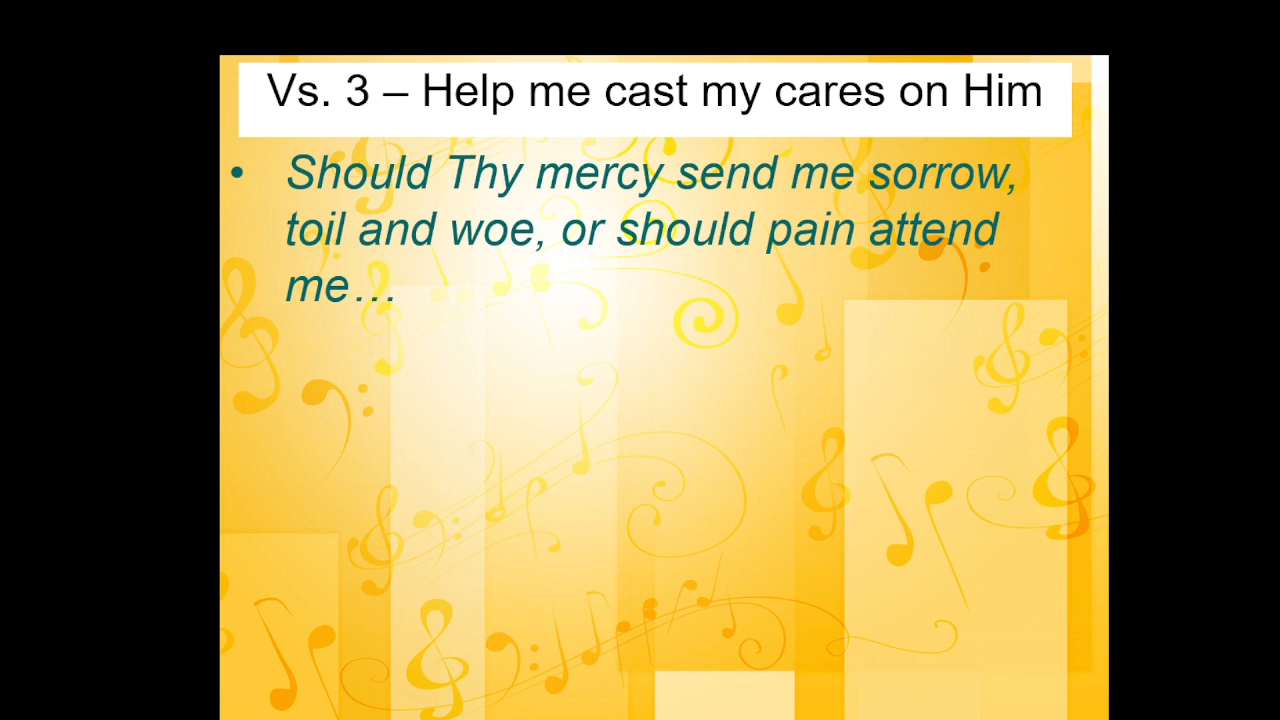 Vs. 3 – Help me cast my cares on Him
• Should Thy mercy send me sorrow,
toil and woe, or should pain attend
me…